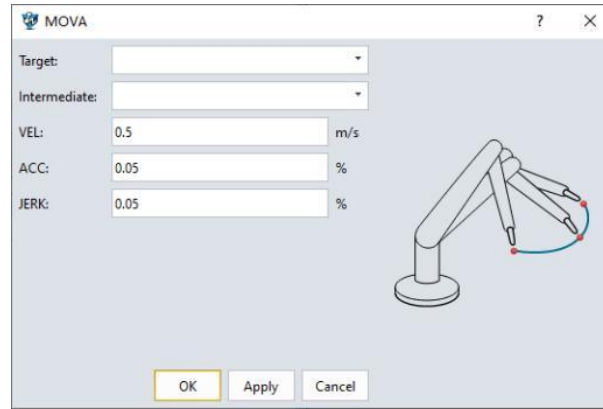 MOVA ?
Target:
Intermediate:
VEL: 0.5 m/s
ACC: 0.05 %
JERK: 0.05 %
OK Apply Cancel